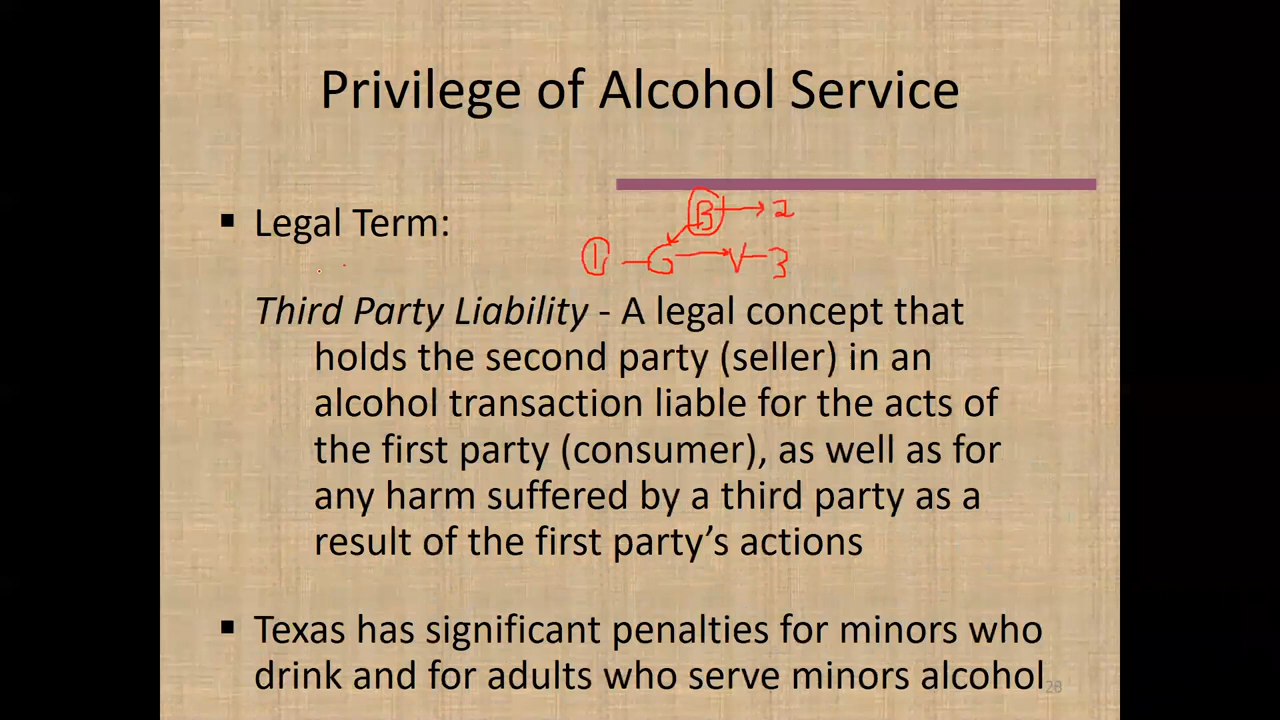 Privilege of Alcohol Service
▪ Legal Term:
B → 2
① – G → V – 3
Third Party Liability - A legal concept that
holds the second party (seller) in an
alcohol transaction liable for the acts of
the first party (consumer), as well as for
any harm suffered by a third party as a
result of the first party’s actions
▪ Texas has significant penalties for minors who
drink and for adults who serve minors alcohol
28